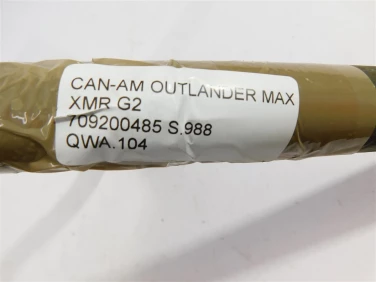 CAN-AM OUTLANDER MAX
XMR G2
709200485 S.988
QWA.104